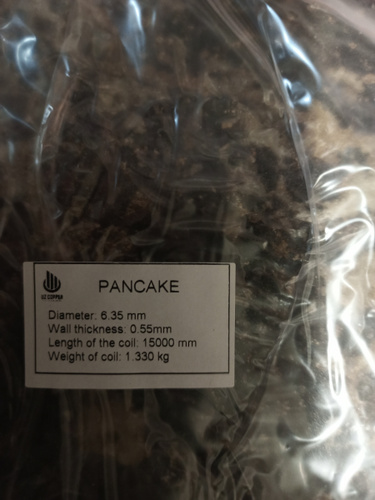 PANCAKE
Diameter: 6.35 mm
Wall thickness: 0.55mm
Length of the coil: 15000 mm
Weight of coil: 1.330 kg